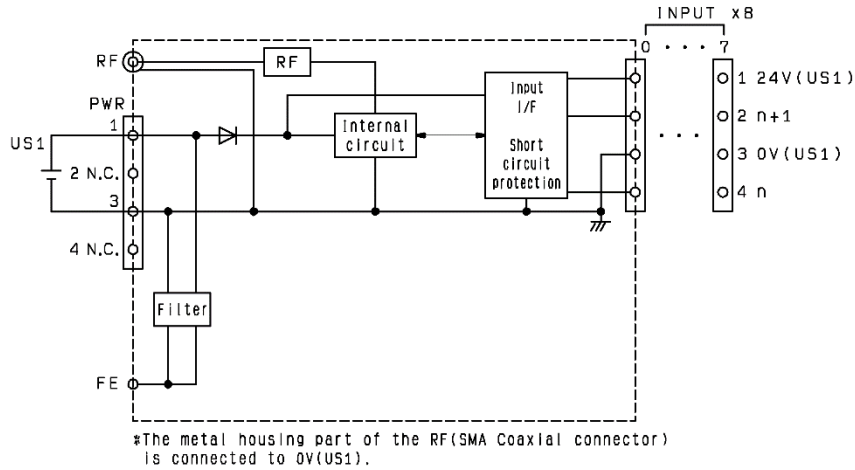 INPUT x8
0 . . . 7
RF
RF
PWR
1
US1
2 N.C.
3
4 N.C.
Internal
circuit
Input
I/F
Short
circuit
protection
. . .
1 24V(US1)
2 n+1
3 0V(US1)
4 n
Filter
FE
*The metal housing part of the RF(SMA Coaxial connector)
is connected to 0V(US1).